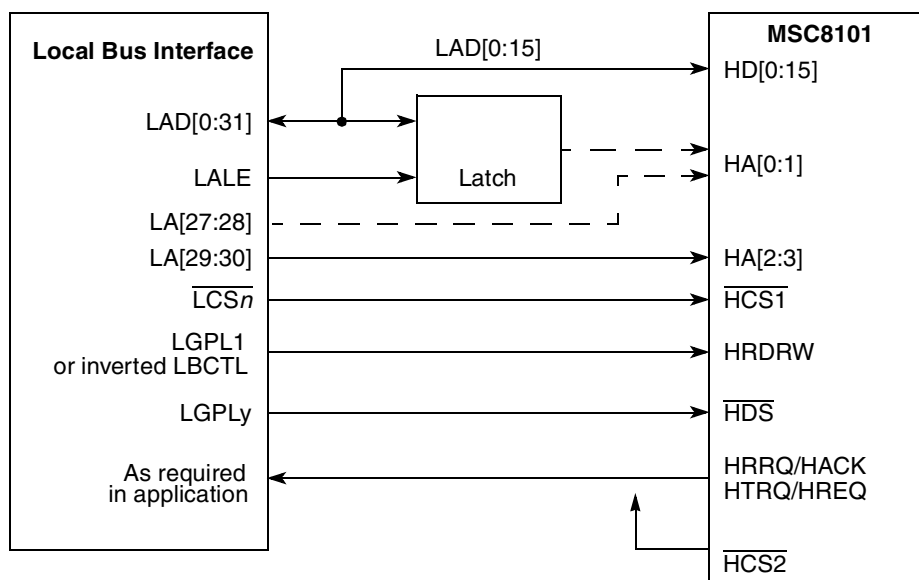 Local Bus Interface
LAD[0:31]
LALE
LA[27:28]
LA[29:30]
LCSn
LGPL1
or inverted LBCTL
LGPLy
As required
in application
LAD[0:15]
Latch
MSC8101
HD[0:15]
HA[0:1]
HA[2:3]
HCS1
HRDRW
HDS
HRRQ/HACK
HTRQ/HREQ
HCS2